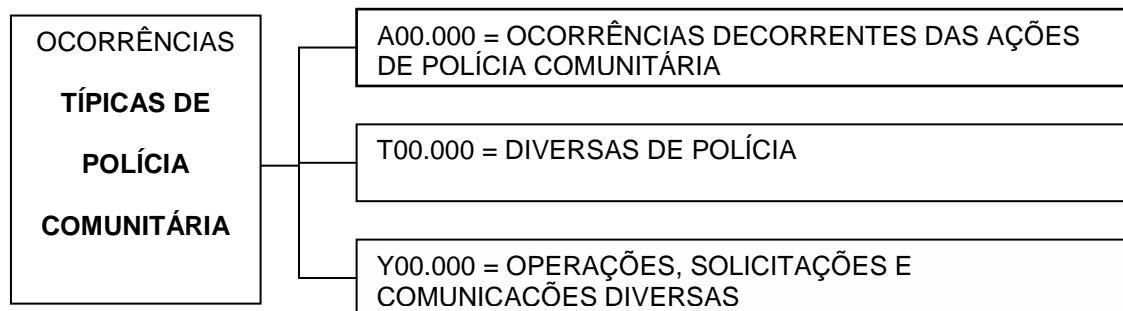 OCORRÊNCIAS
TÍPICAS DE
POLÍCIA
COMUNITÁRIA
A00.000 = OCORRÊNCIAS DECORRENTES DAS AÇÕES
DE POLÍCIA COMUNITÁRIA
T00.000 = DIVERSAS DE POLÍCIA
Y00.000 = OPERAÇÕES, SOLICITAÇÕES E
COMUNICAÇÕES DIVERSAS